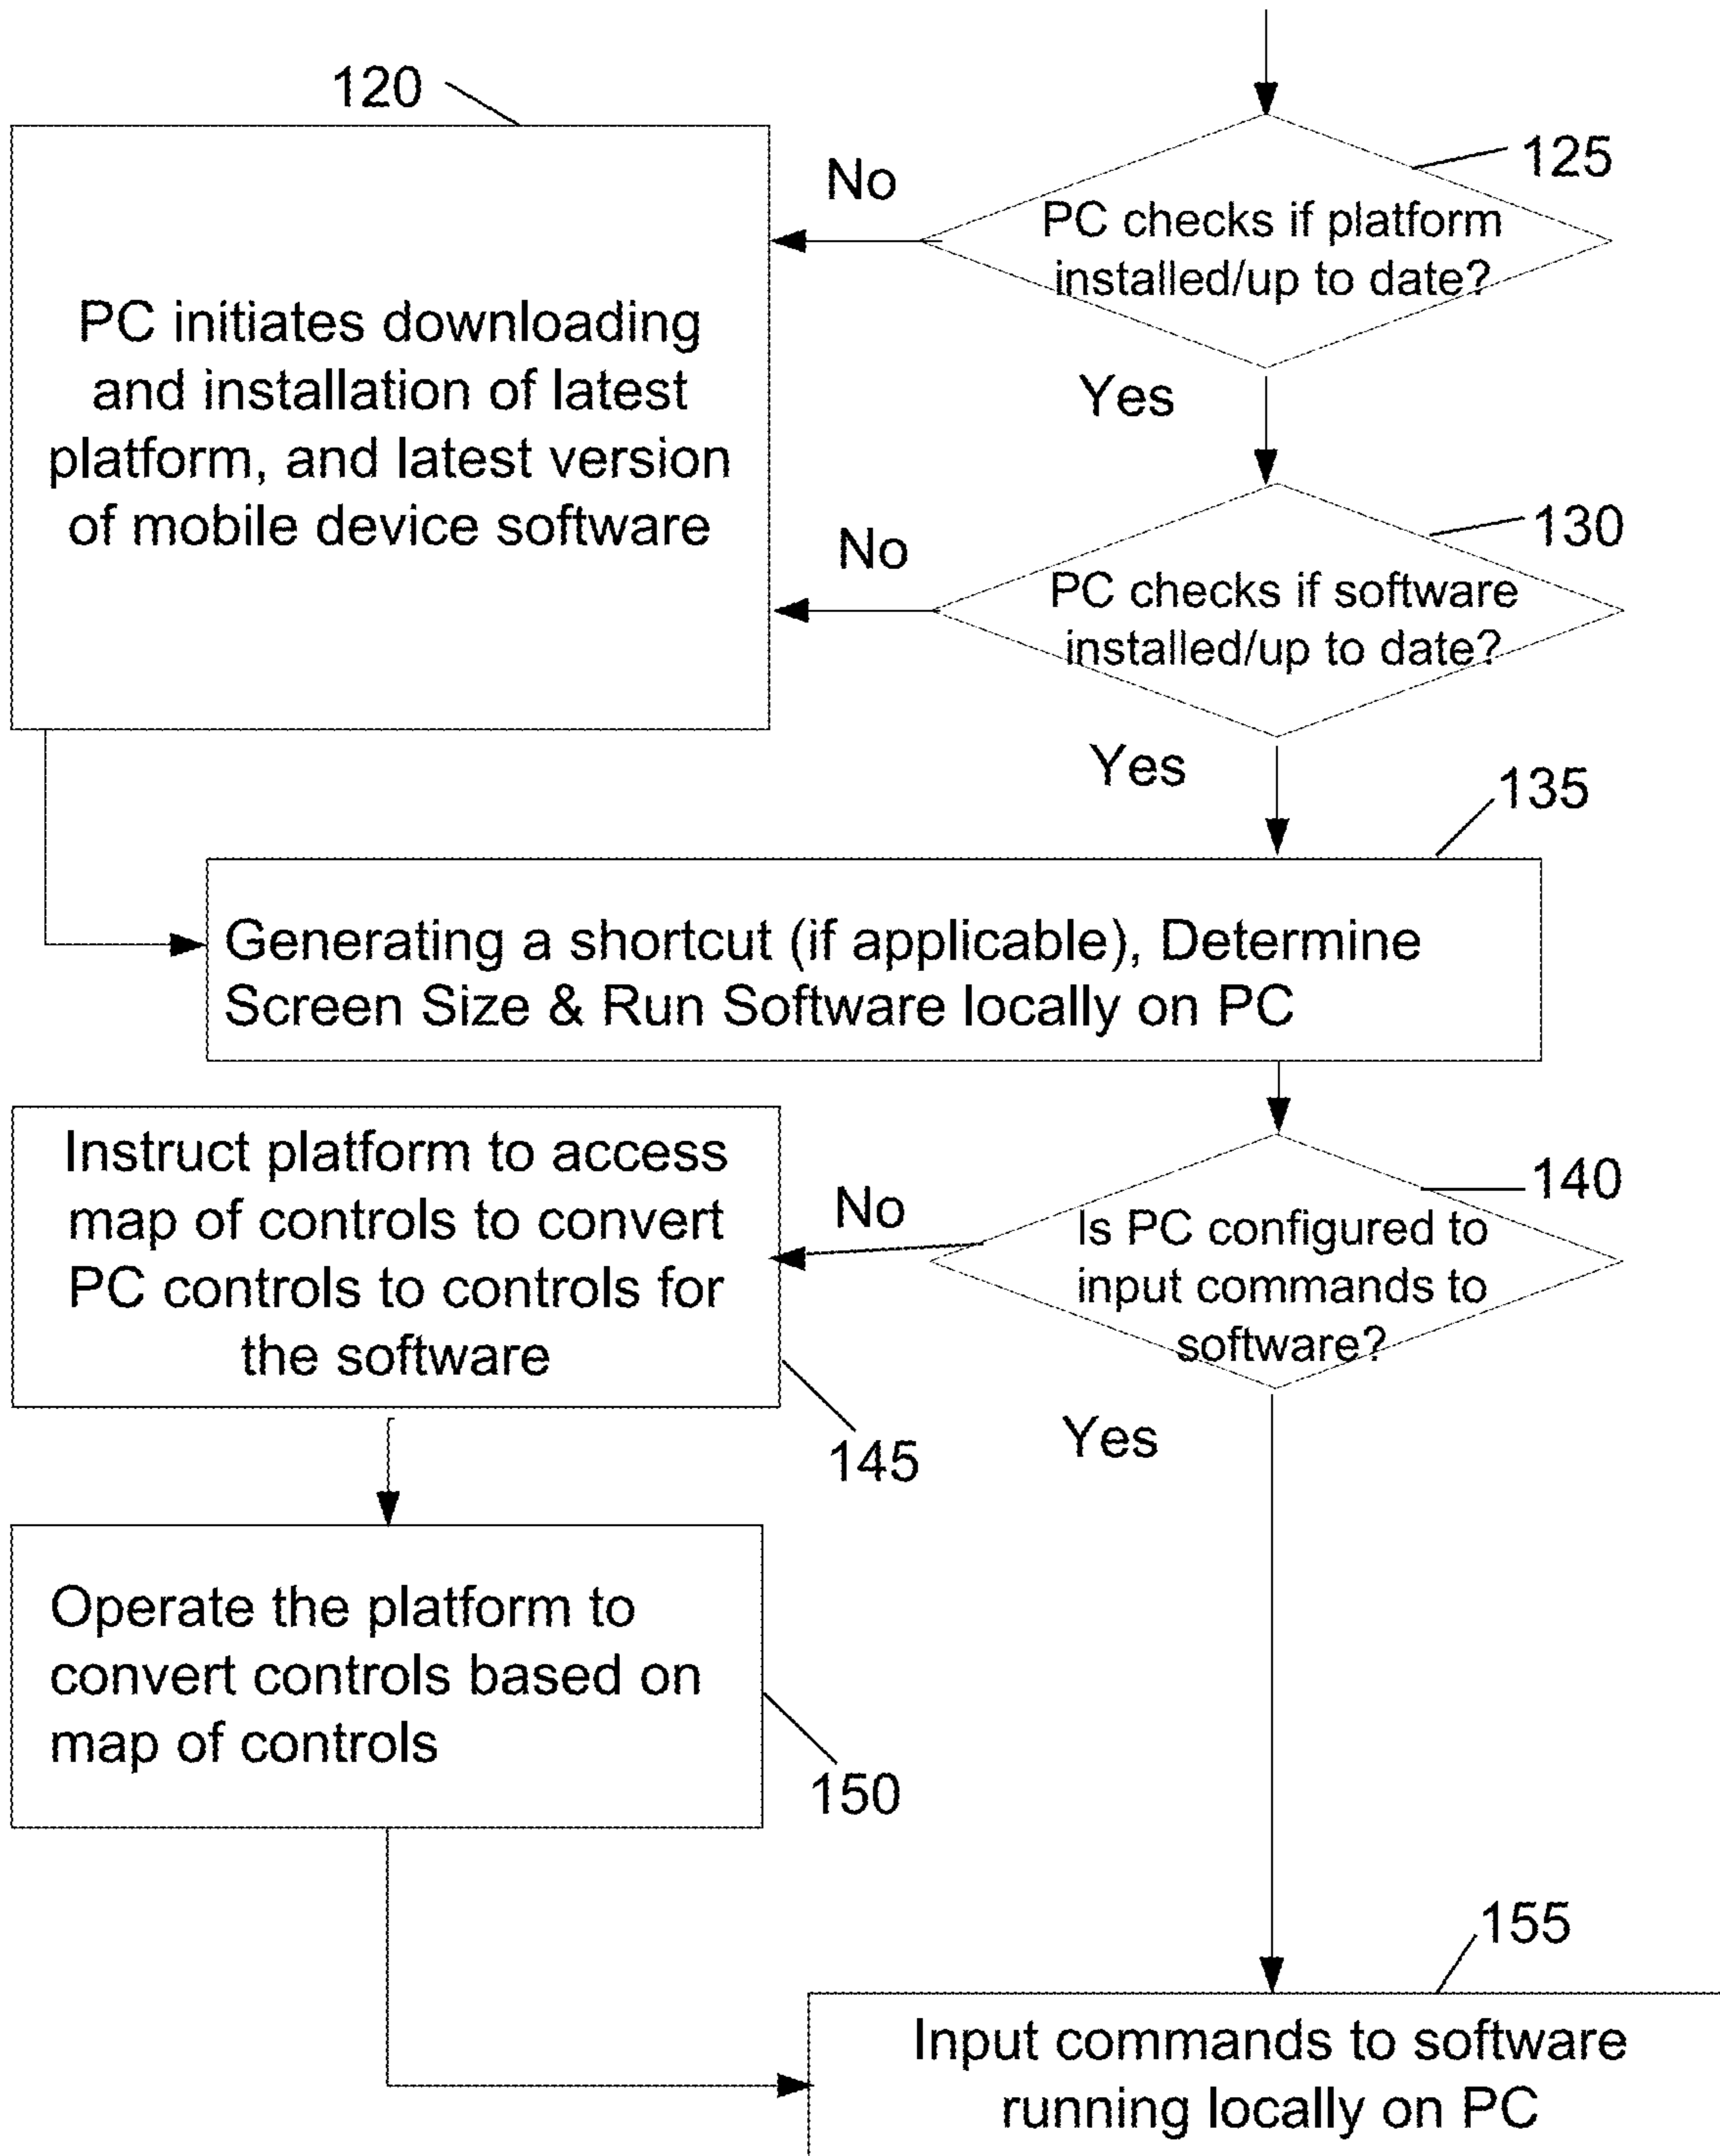 120
125
No
PC checks if platform
installed/up to date?
PC initiates downloading
and installation of latest
platform, and latest version
of mobile device software
Yes
130
No
PC checks if software
installed/up to date?
Yes
135
Generating a shortcut (if applicable), Determine
Screen Size & Run Software locally on PC
Instruct platform to access
map of controls to convert
PC controls to controls for
the software
140
No
Is PC configured to
input commands to
software?
145
Yes
Operate the platform to
convert controls based on
map of controls
150
155
Input commands to software
running locally on PC